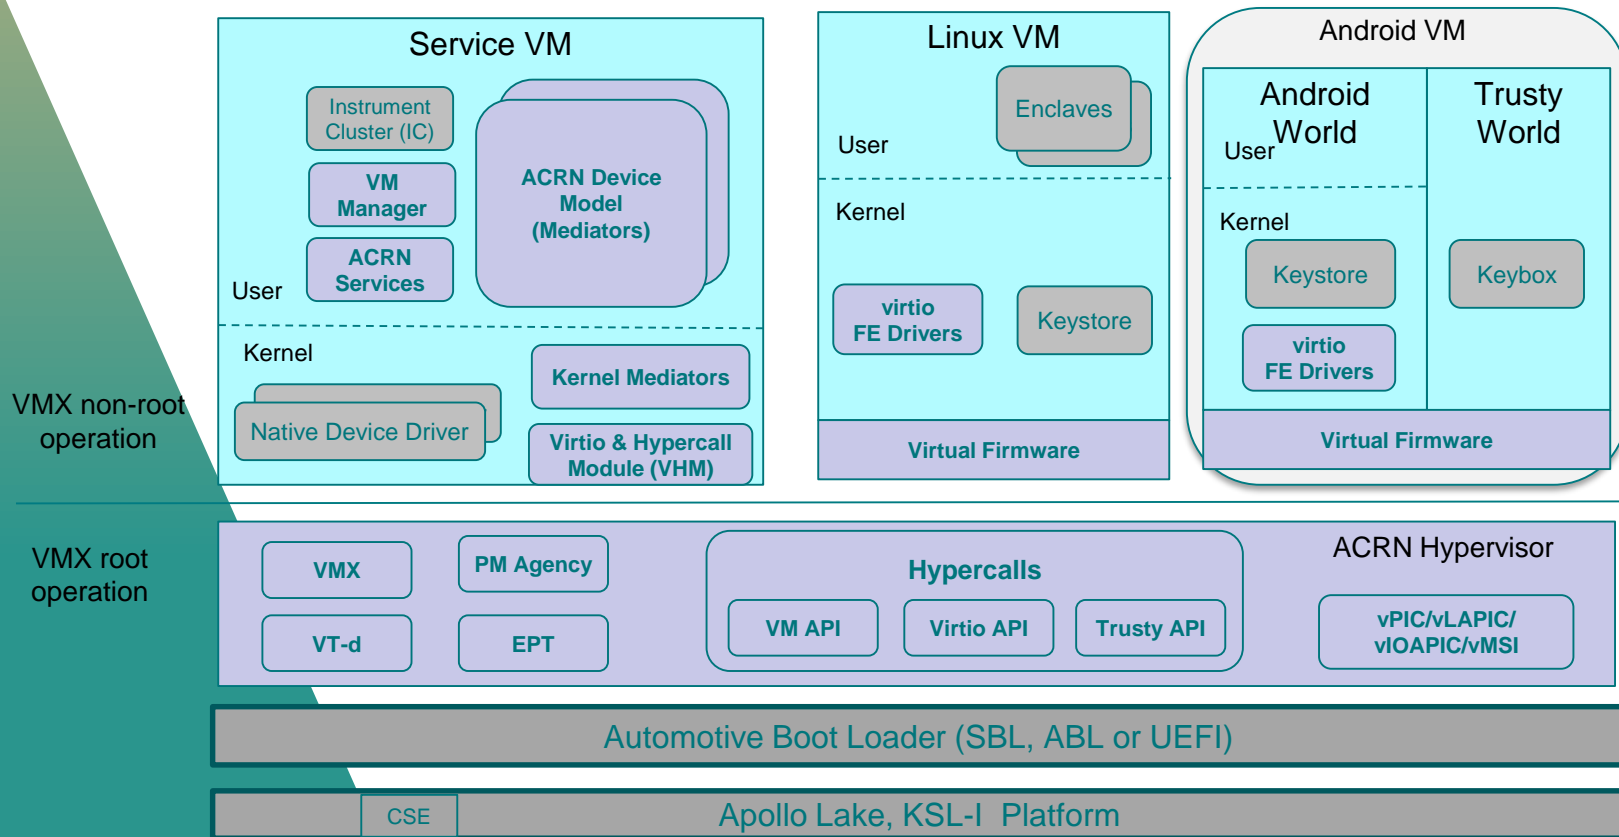 Service VM
Instrument
Cluster (IC)
VM
Manager
ACRN
Services
ACRN Device
Model
(Mediators)
User
Kernel
Kernel Mediators
Native Device Driver
Virtio & Hypercall
Module (VHM)
Linux VM
Enclaves
User
Kernel
virtio
FE Drivers
Keystore
Virtual Firmware
Android VM
Android
World
User
Kernel
Keystore
virtio
FE Drivers
Trusty
World
Keybox
Virtual Firmware
VMX non-root
operation
VMX root
operation
ACRN Hypervisor
VMX
PM Agency
VT-d
EPT
Hypercalls
VM API
Virtio API
Trusty API
vPIC/vLAPIC/
vIOAPIC/vMSI
Automotive Boot Loader (SBL, ABL or UEFI)
CSE
Apollo Lake, KSL-I Platform